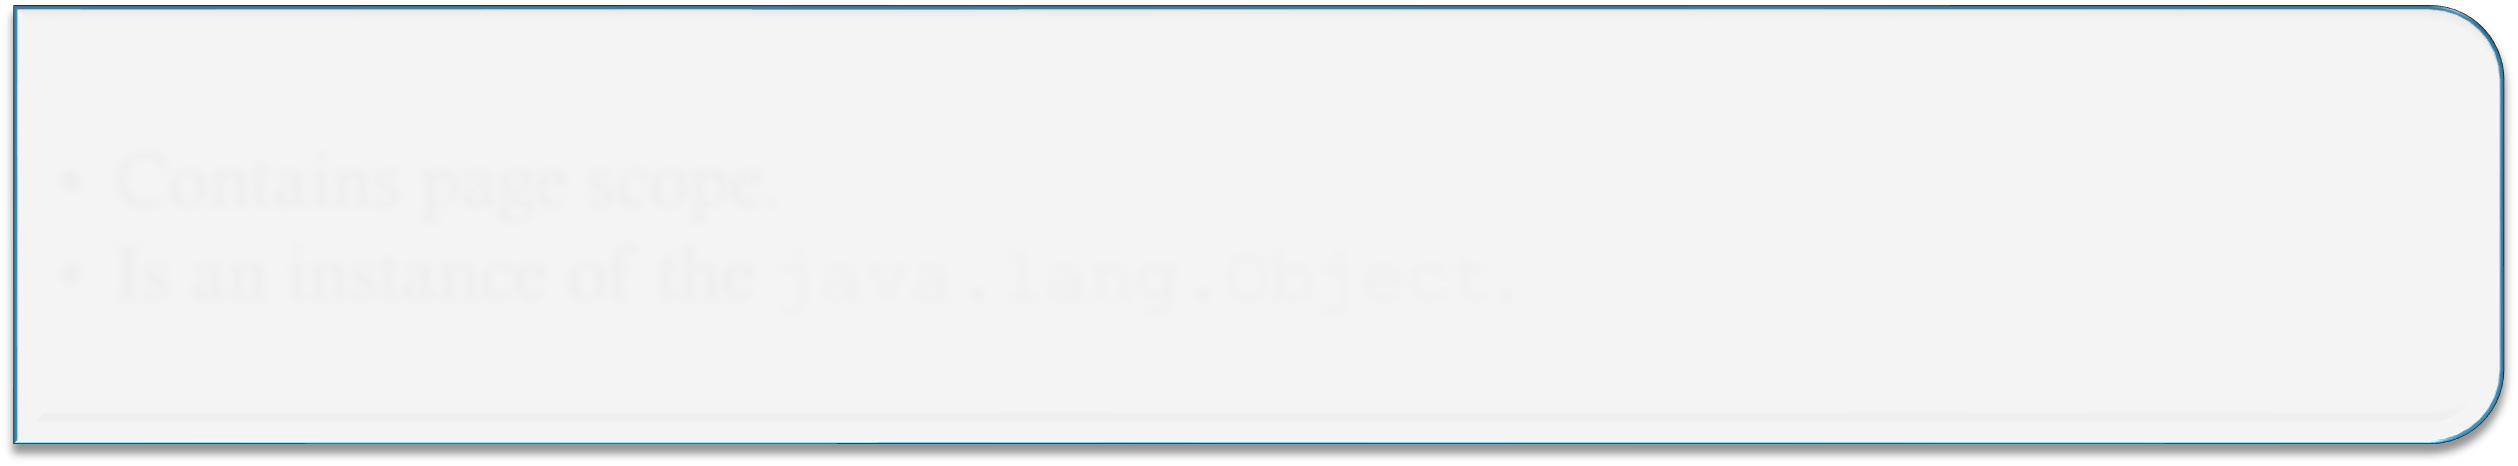 • Contains page scope.
• Is an instance of the java.lang.Object.